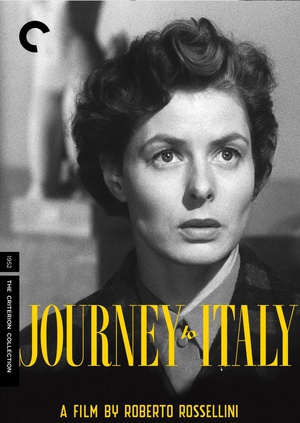 1952
THE CRITERION COLLECTION
JOURNEY to ITALY
A FILM BY ROBERTO ROSSELLINI